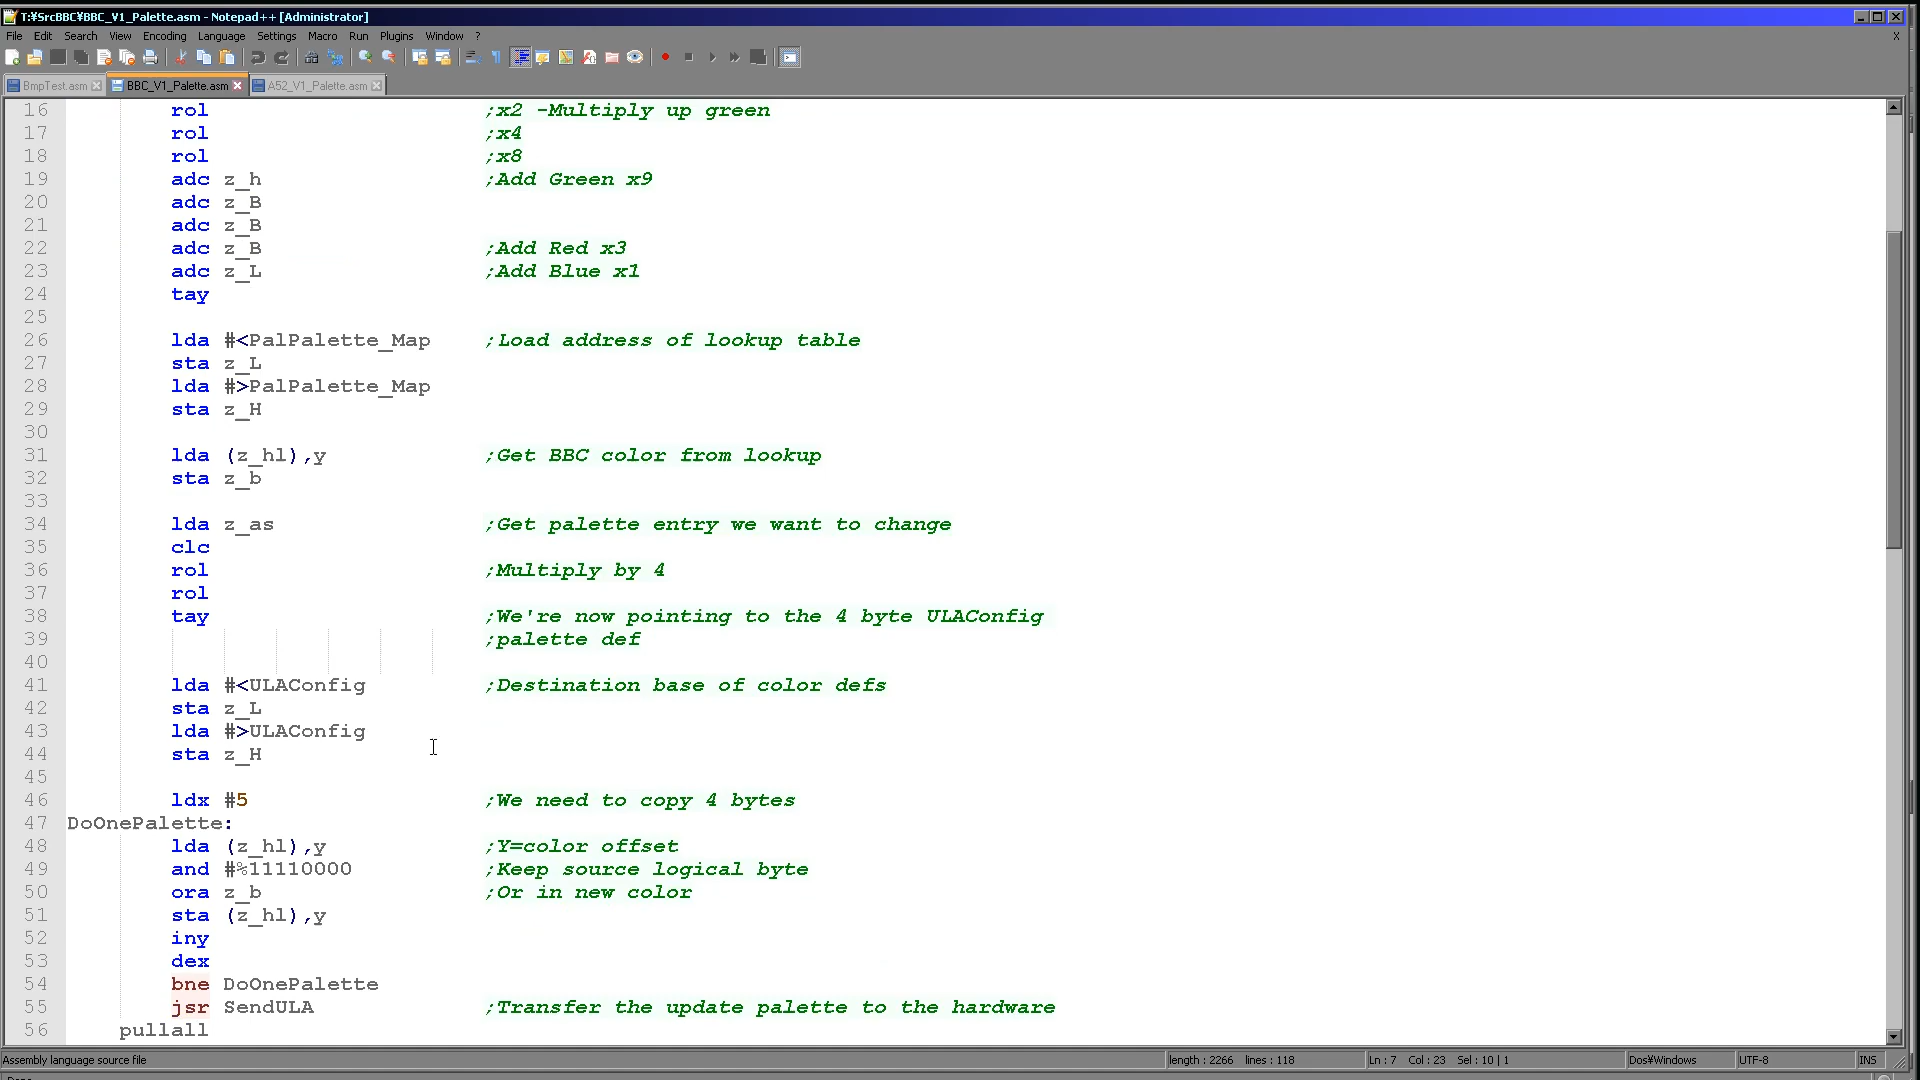 T:¥SrcBBC¥BBC_V1_Palette.asm - Notepad++ [Administrator]
File Edit Search View Encoding Language Settings Macro Run Plugins Window ? X
BmpTest.asm BBC_V1_Palette.asm A52_V1_Palette.asm
16 rol ;x2 -Multiply up green
17 rol ;x4
18 rol ;x8
19 adc z_h ;Add Green x9
20 adc z_B
21 adc z_B
22 adc z_B ;Add Red x3
23 adc z_L ;Add Blue x1
24 tay
25
26 lda #<PalPalette_Map ;Load address of lookup table
27 sta z_L
28 lda #>PalPalette_Map
29 sta z_H
30
31 lda (z_hl),y ;Get BBC color from lookup
32 sta z_b
33
34 lda z_as ;Get palette entry we want to change
35 clc
36 rol ;Multiply by 4
37 rol
38 tay ;We're now pointing to the 4 byte ULAConfig
39 ;palette def
40
41 lda #<ULAConfig ;Destination base of color defs
42 sta z_L
43 lda #>ULAConfig
44 sta z_H
45
46 ldx #5 ;We need to copy 4 bytes
47 DoOnePalette:
48 lda (z_hl),y ;Y=color offset
49 and #%11110000 ;Keep source logical byte
50 ora z_b ;Or in new color
51 sta (z_hl),y
52 iny
53 dex
54 bne DoOnePalette
55 jsr SendULA ;Transfer the update palette to the hardware
56 pullall
Assembly language source file length : 2266 lines : 118 Ln : 7 Col : 23 Sel : 10 | 1 Dos¥Windows UTF-8 INS